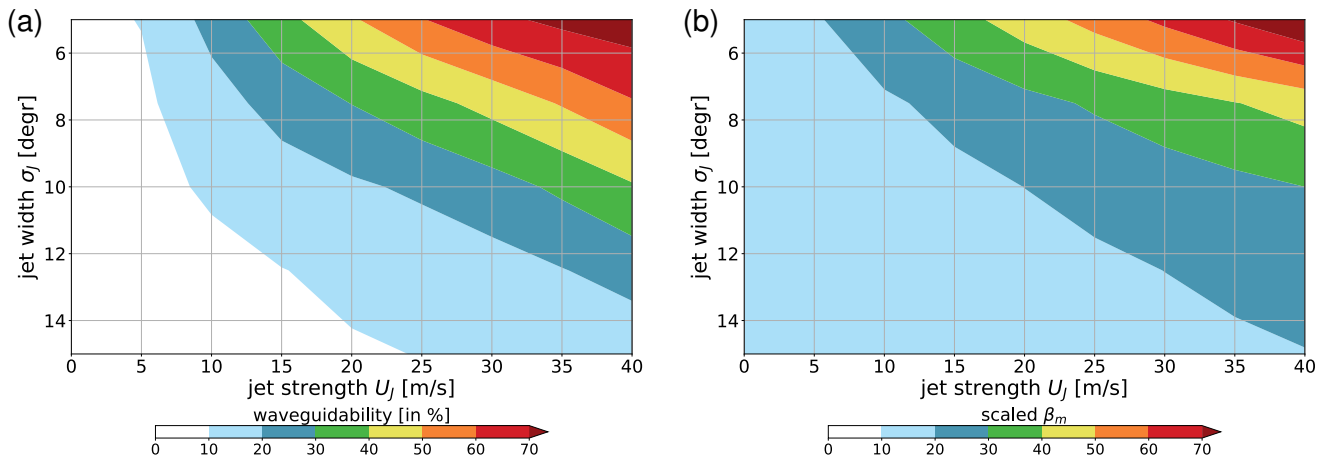 (a)
6
8
10
12
14
jet width σ_J [degr]
0 5 10 15 20 25 30 35 40
jet strength U_J [m/s]
waveguidability [in %]
0 10 20 30 40 50 60 70
(b)
6
8
10
12
14
jet width σ_J [degr]
0 5 10 15 20 25 30 35 40
jet strength U_J [m/s]
scaled β_m
0 10 20 30 40 50 60 70